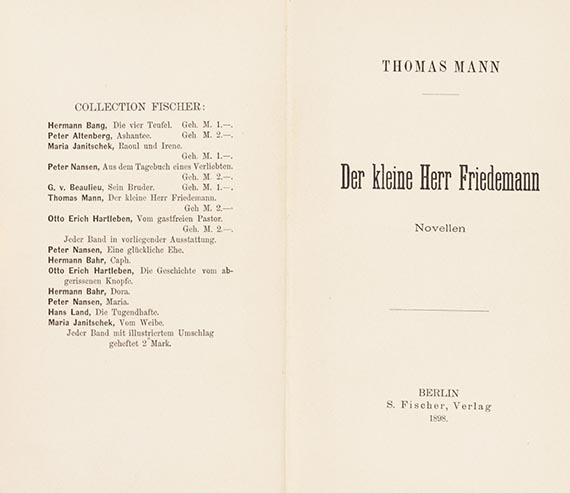 COLLECTION FISCHER:
Hermann Bang, Die vier Teufel. Geh. M. 1.—.
Peter Altenberg, Ashantee. Geh M. 2.—.
Maria Janitschek, Raoul und Irene.
Geh. M. 1.—.
Peter Nansen, Aus dem Tagebuch eines Verliebten.
Geh. M. 2.—.
G. v. Beaulieu, Sein Bruder. Geh. M. 1.—.
Thomas Mann, Der kleine Herr Friedemann.
Geh M. 2.—
Otto Erich Hartleben, Vom gastfreien Pastor.
Geh. M. 2.—.
Jeder Band in vorliegender Ausstattung.
Peter Nansen, Eine glückliche Ehe.
Hermann Bahr, Caph.
Otto Erich Hartleben, Die Geschichte vom ab-
gerissenen Knopfe.
Hermann Bahr, Dora.
Peter Nansen, Maria.
Hans Land, Die Tugendhafte.
Maria Janitschek, Vom Weibe.
Jeder Band mit illustriertem Umschlag
geheftet 2 Mark.
THOMAS MANN
Der kleine Herr Friedemann
Novellen
BERLIN
S. Fischer, Verlag
1898.